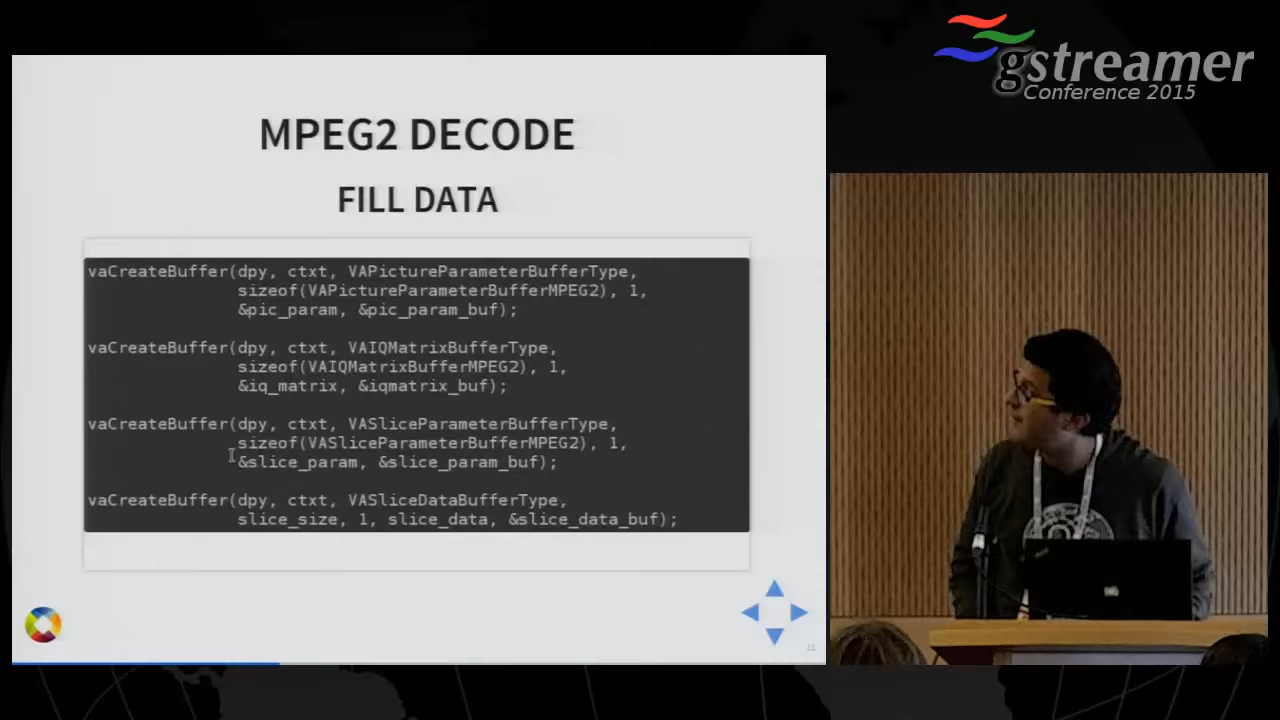 gstreamer
Conference 2015
MPEG2 DECODE
FILL DATA
vaCreateBuffer(dpy, ctxt, VAPictureParameterBufferType,
sizeof(VAPictureParameterBufferMPEG2), 1,
&pic_param, &pic_param_buf);
vaCreateBuffer(dpy, ctxt, VAIQMatrixBufferType,
sizeof(VAIQMatrixBufferMPEG2), 1,
&iq_matrix, &iqmatrix_buf);
vaCreateBuffer(dpy, ctxt, VASliceParameterBufferType,
sizeof(VASliceParameterBufferMPEG2), 1,
&slice_param, &slice_param_buf);
vaCreateBuffer(dpy, ctxt, VASliceDataBufferType,
slice_size, 1, slice_data, &slice_data_buf);